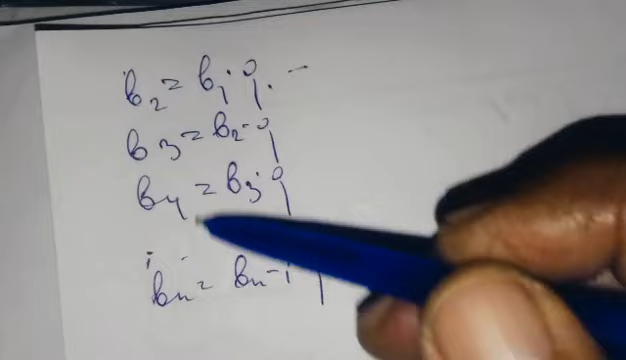 b₂ = b₁·q.
b₃ = b₂·q
b₄ = b₃·q
bₙ = bₙ₋₁ q